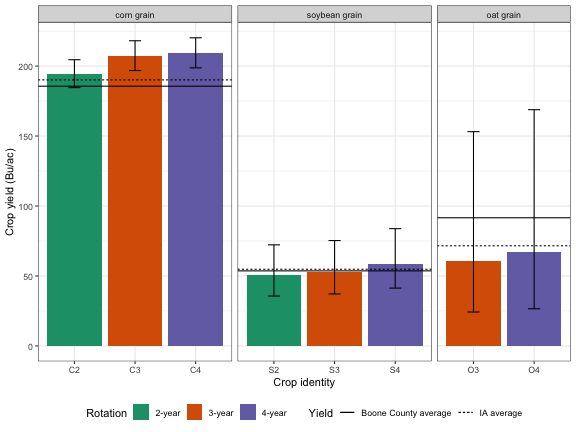 corn grain
soybean grain
oat grain
Crop yield (Bu/ac)
200
150
100
50
0
C2
C3
C4
S2
S3
S4
O3
O4
Crop identity
Rotation 2-year 3-year 4-year Yield Boone County average IA average